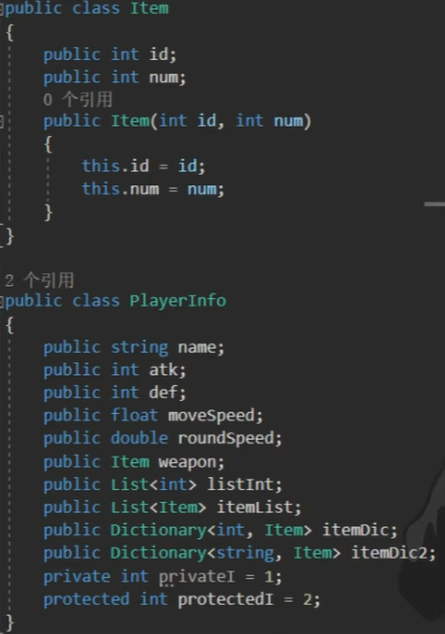 public class Item
{
public int id;
public int num;
0 个引用
public Item(int id, int num)
{
this.id = id;
this.num = num;
}
}
2 个引用
public class PlayerInfo
{
public string name;
public int atk;
public int def;
public float moveSpeed;
public double roundSpeed;
public Item weapon;
public List<int> listInt;
public List<Item> itemList;
public Dictionary<int, Item> itemDic;
public Dictionary<string, Item> itemDic2;
private int privateI = 1;
protected int protectedI = 2;
}